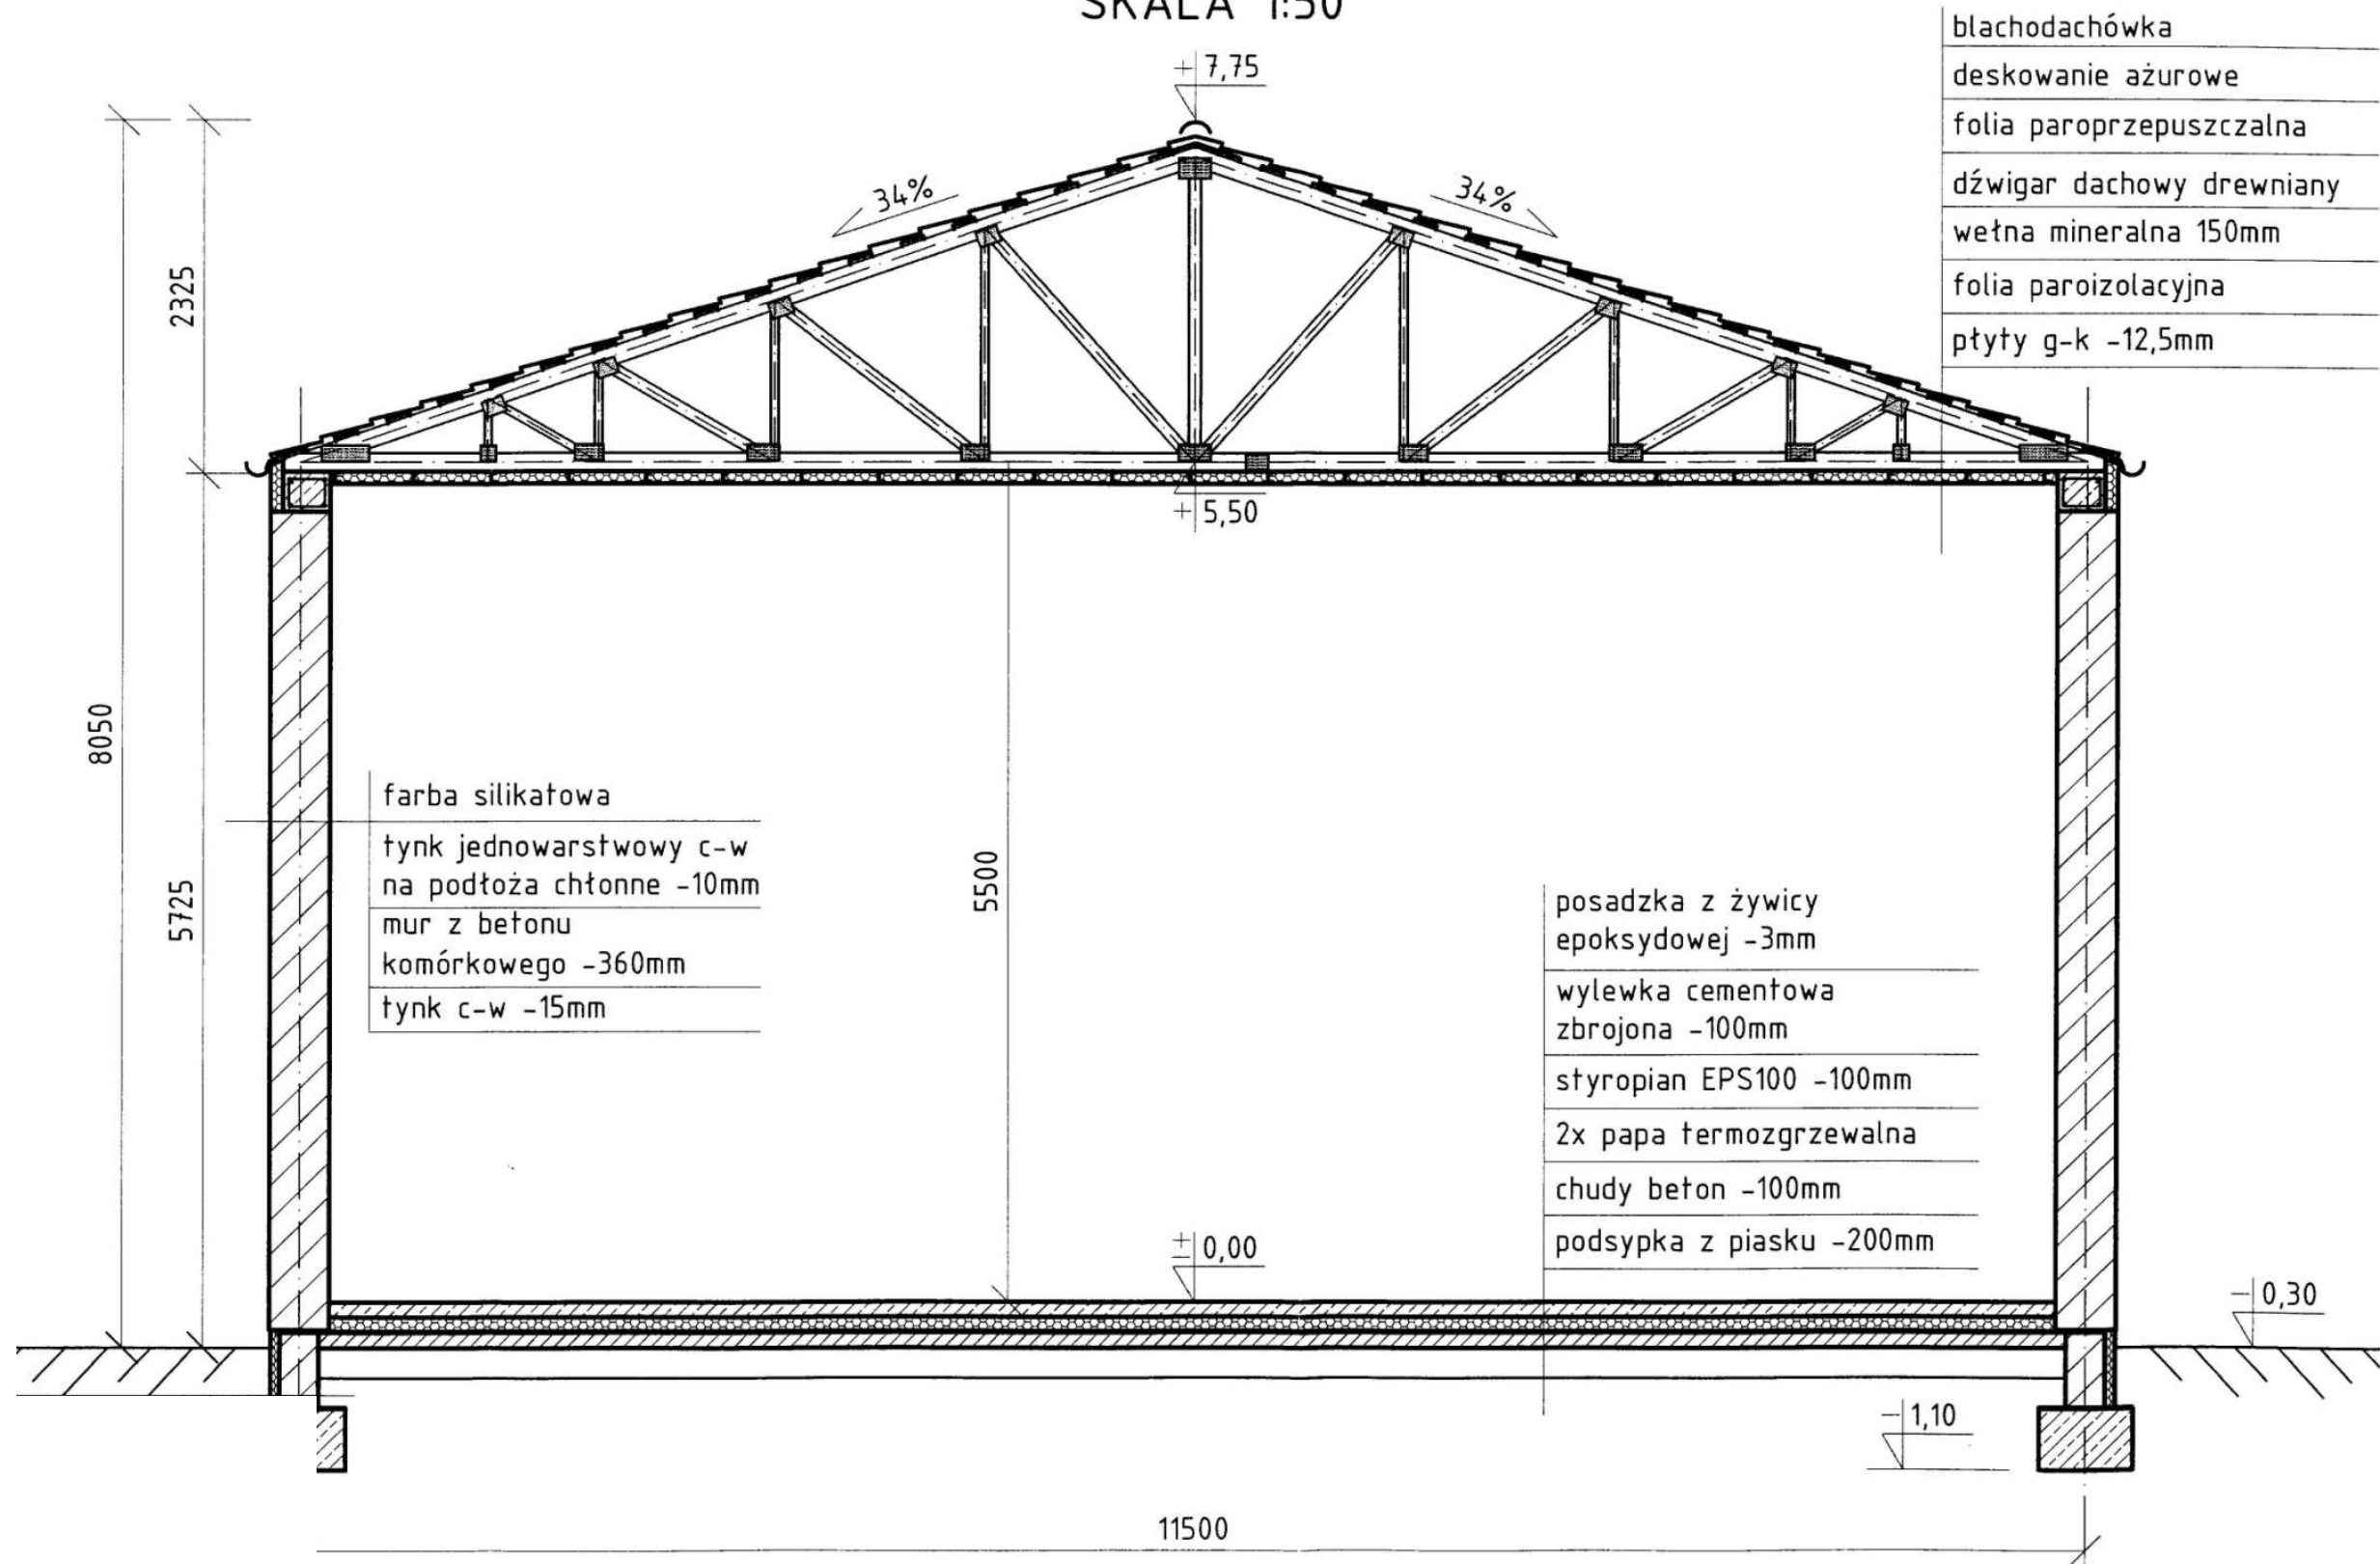 SKALA 1:50
+7,75
blachodachówka
deskowanie ażurowe
folia paroprzepuszczalna
dźwigar dachowy drewniany
wełna mineralna 150mm
folia paroizolacyjna
płyty g-k -12,5mm
34%
34%
2325
+5,50
8050
5725
5500
farba silikatowa
tynk jednowarstwowy c-w
na podłoża chłonne -10mm
mur z betonu
komórkowego -360mm
tynk c-w -15mm
posadzka z żywicy
epoksydowej -3mm
wylewka cementowa
zbrojona -100mm
styropian EPS100 -100mm
2x papa termozgrzewalna
chudy beton -100mm
podsypka z piasku -200mm
±0,00
-0,30
-1,10
11500